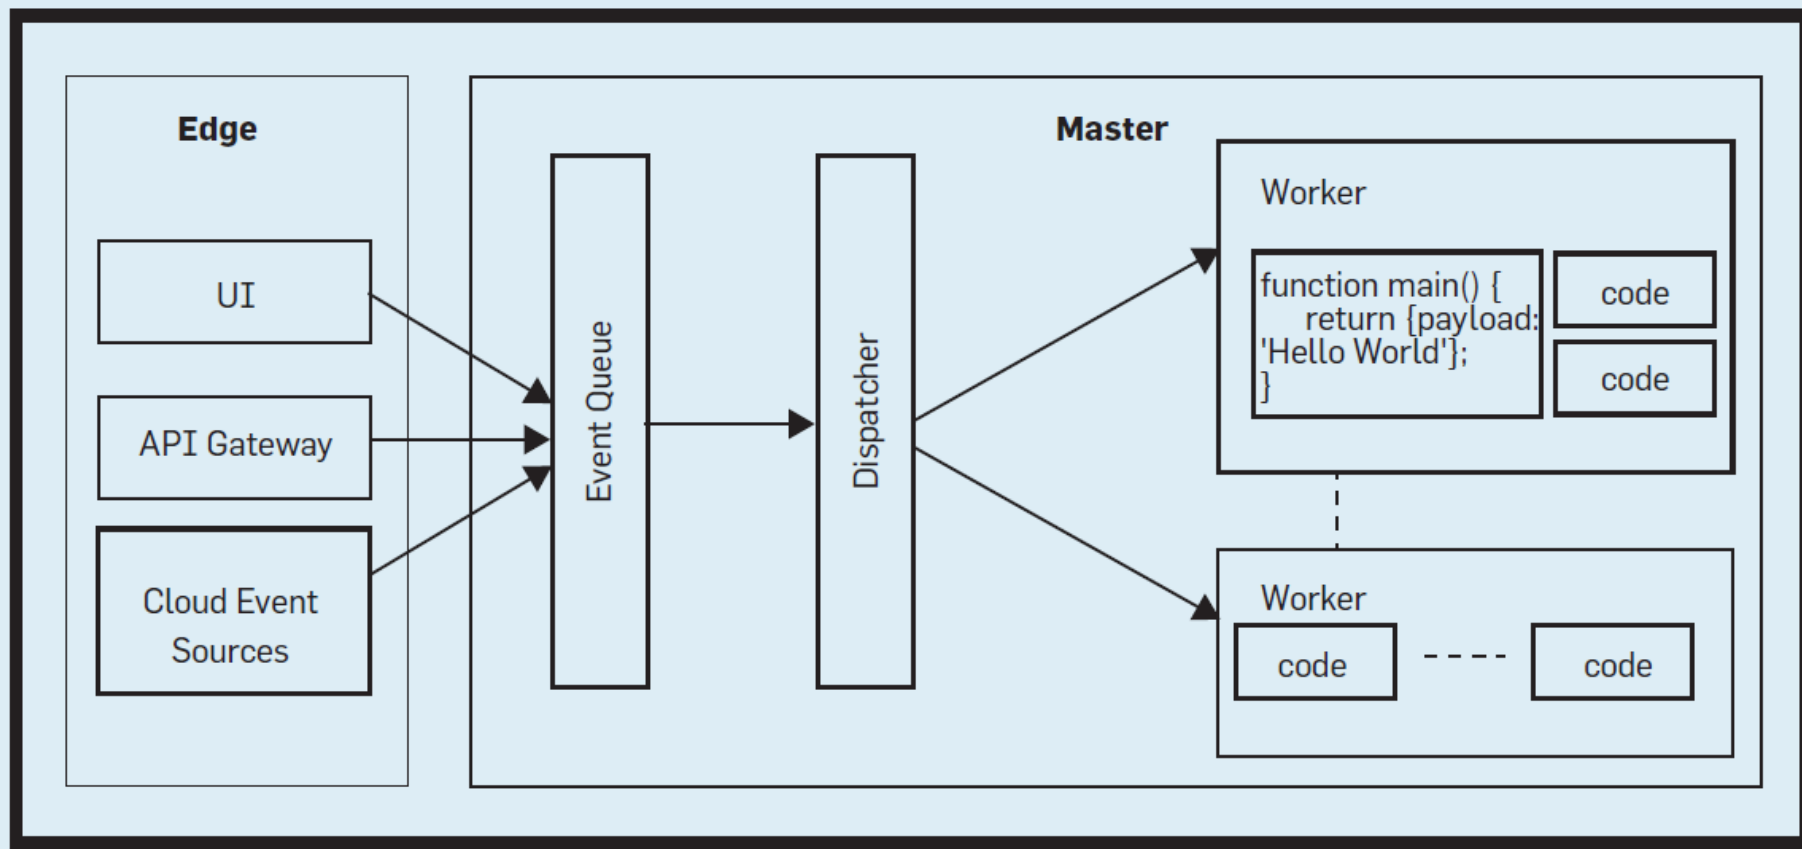 Edge
UI
API Gateway
Cloud Event
Sources
Master
Event Queue
Dispatcher
Worker
function main() {
return {payload:
'Hello World'};
}
code
code
Worker
code
code